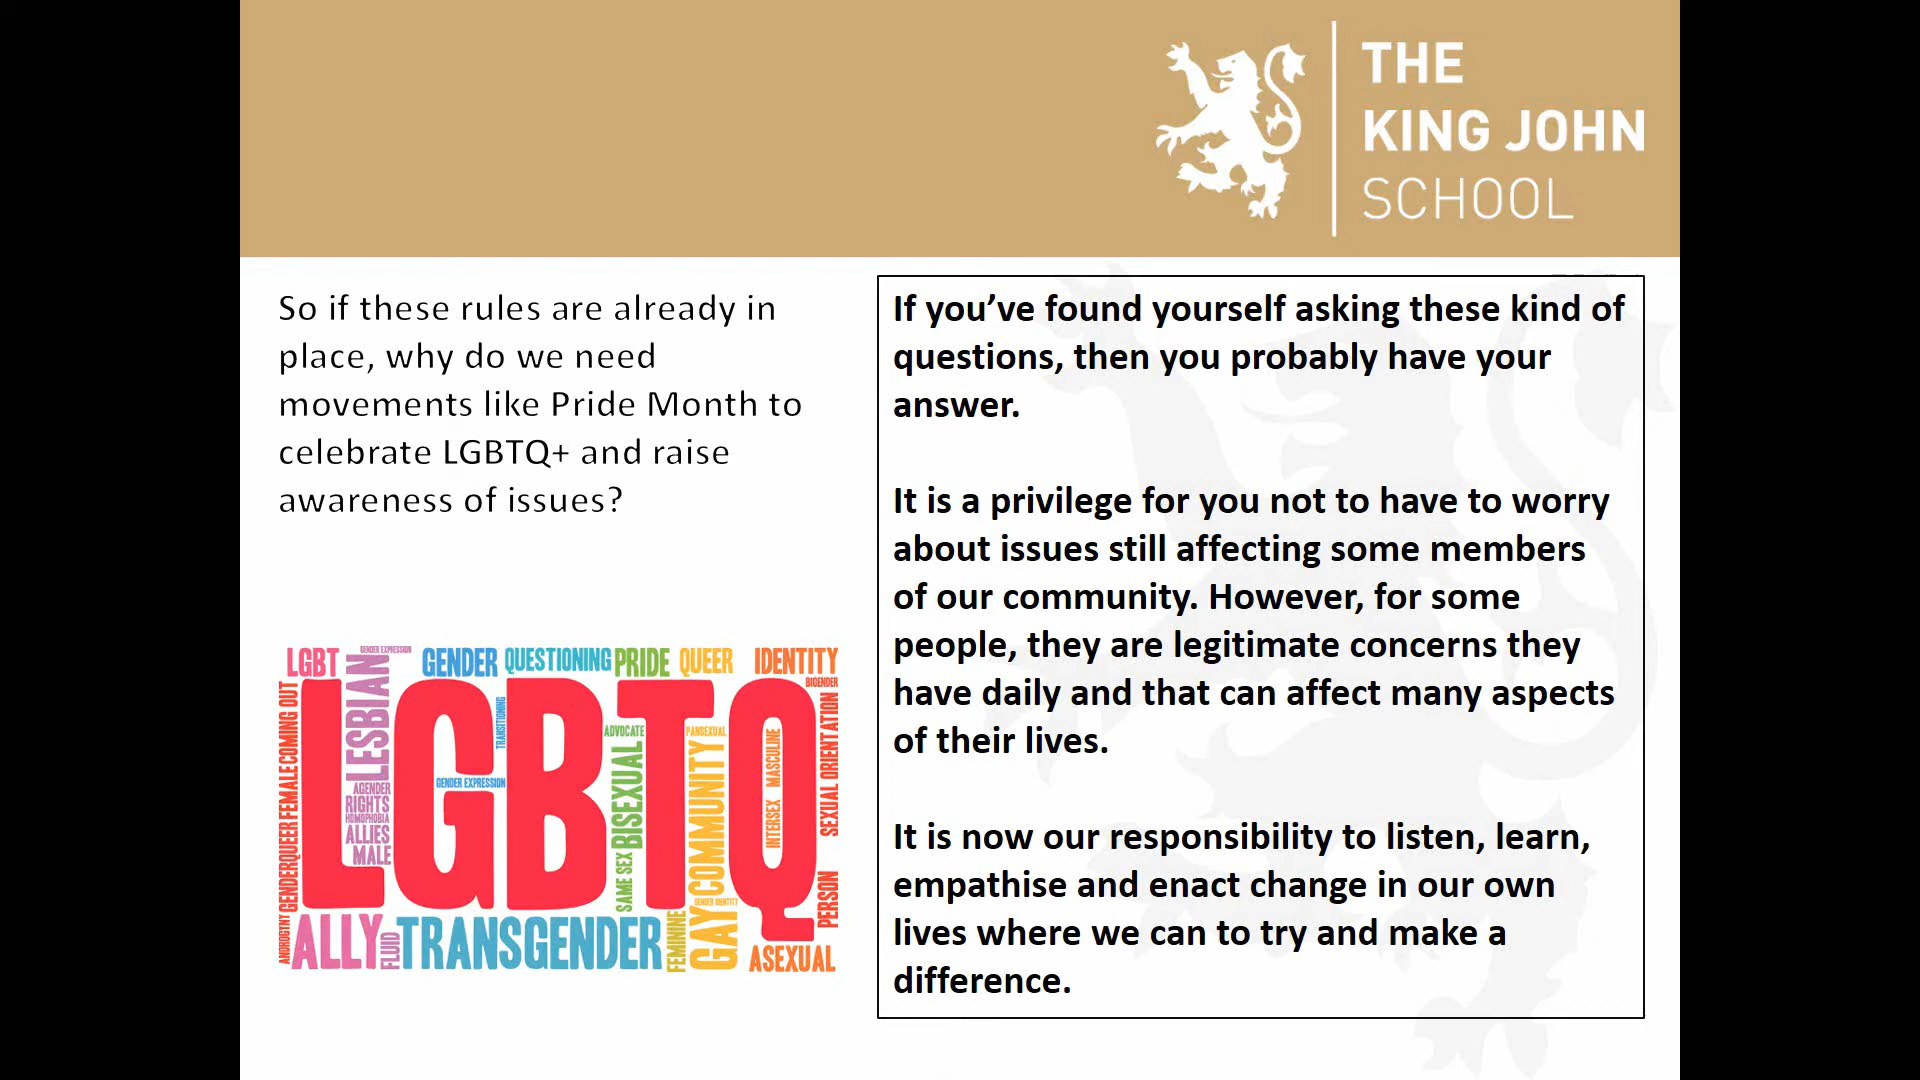 THE
KING JOHN
SCHOOL
So if these rules are already in
place, why do we need
movements like Pride Month to
celebrate LGBTQ+ and raise
awareness of issues?
If you’ve found yourself asking these kind of
questions, then you probably have your
answer.
It is a privilege for you not to have to worry
about issues still affecting some members
of our community. However, for some
people, they are legitimate concerns they
have daily and that can affect many aspects
of their lives.
It is now our responsibility to listen, learn,
empathise and enact change in our own
lives where we can to try and make a
difference.
LGBT
GENDER EXPRESSION
GENDER
QUESTIONING
PRIDE
QUEER
IDENTITY
BIGENDER
LGBTQ
COMING OUT
FEMALE
GENDERQUEER
ANDROGYNY
LESBIAN
AGENDER
RIGHTS
HOMOPHOBIA
ALLIES
MALE
TRANSITIONING
GENDER EXPRESSION
ADVOCATE
BISEXUAL
SAME SEX
PANSEXUAL
COMMUNITY
GENDER IDENTITY
GAY
MASCULINE
INTERSEX
SEXUAL ORIENTATION
PERSON
ALLY
FLUID
TRANSGENDER
FEMININE
ASEXUAL